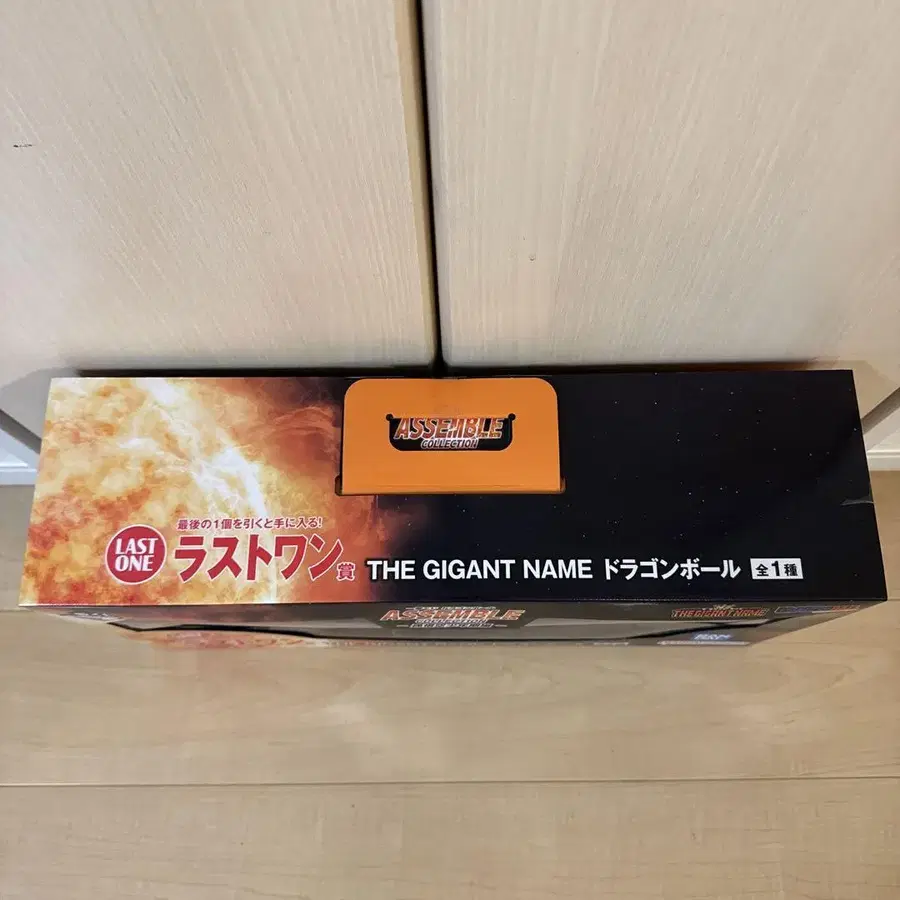 ASSEMBLE
COLLECTION
最後の1個を引くと手に入る!
LAST
ONE
ラストワン賞
THE GIGANT NAME ドラゴンボール 全1種
ASSEMBLE
COLLECTION
THE GIGANT NAME